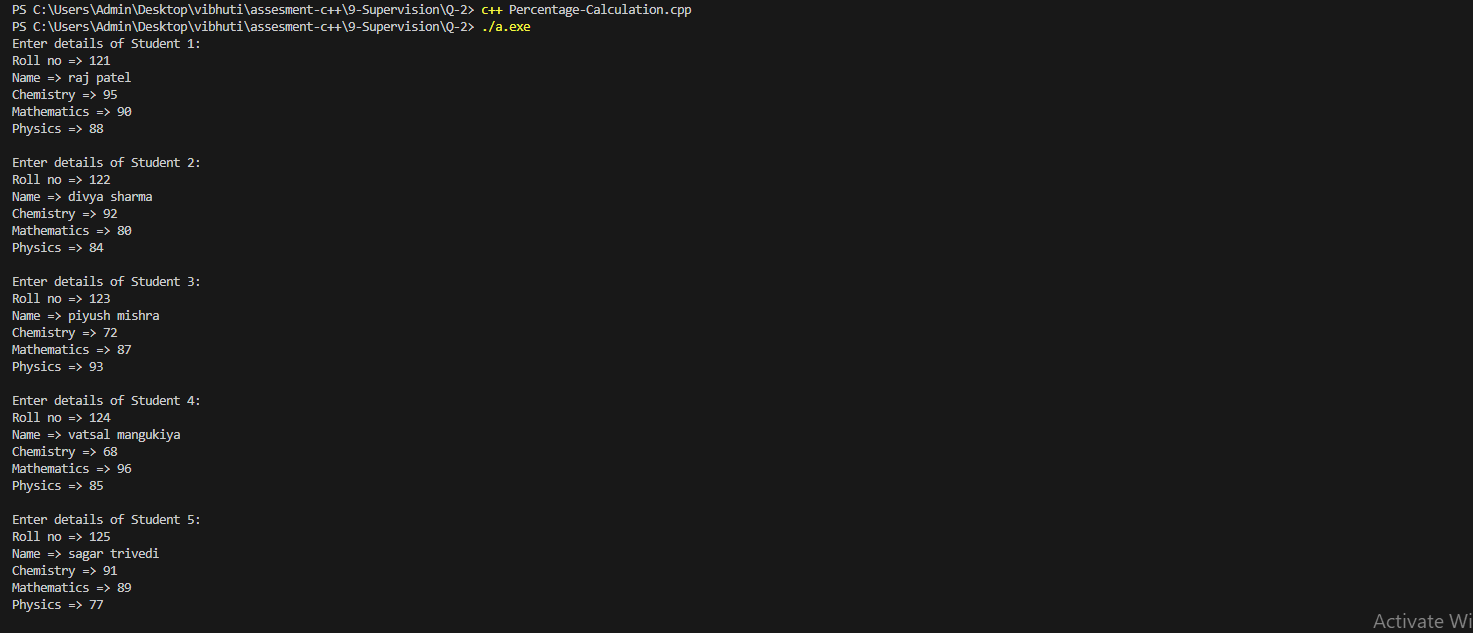 PS C:\Users\Admin\Desktop\vibhuti\assesment-c++\9-Supervision\Q-2> c++ Percentage-Calculation.cpp
PS C:\Users\Admin\Desktop\vibhuti\assesment-c++\9-Supervision\Q-2> ./a.exe
Enter details of Student 1:
Roll no => 121
Name => raj patel
Chemistry => 95
Mathematics => 90
Physics => 88
Enter details of Student 2:
Roll no => 122
Name => divya sharma
Chemistry => 92
Mathematics => 80
Physics => 84
Enter details of Student 3:
Roll no => 123
Name => piyush mishra
Chemistry => 72
Mathematics => 87
Physics => 93
Enter details of Student 4:
Roll no => 124
Name => vatsal mangukiya
Chemistry => 68
Mathematics => 96
Physics => 85
Enter details of Student 5:
Roll no => 125
Name => sagar trivedi
Chemistry => 91
Mathematics => 89
Physics => 77
Activate Wi